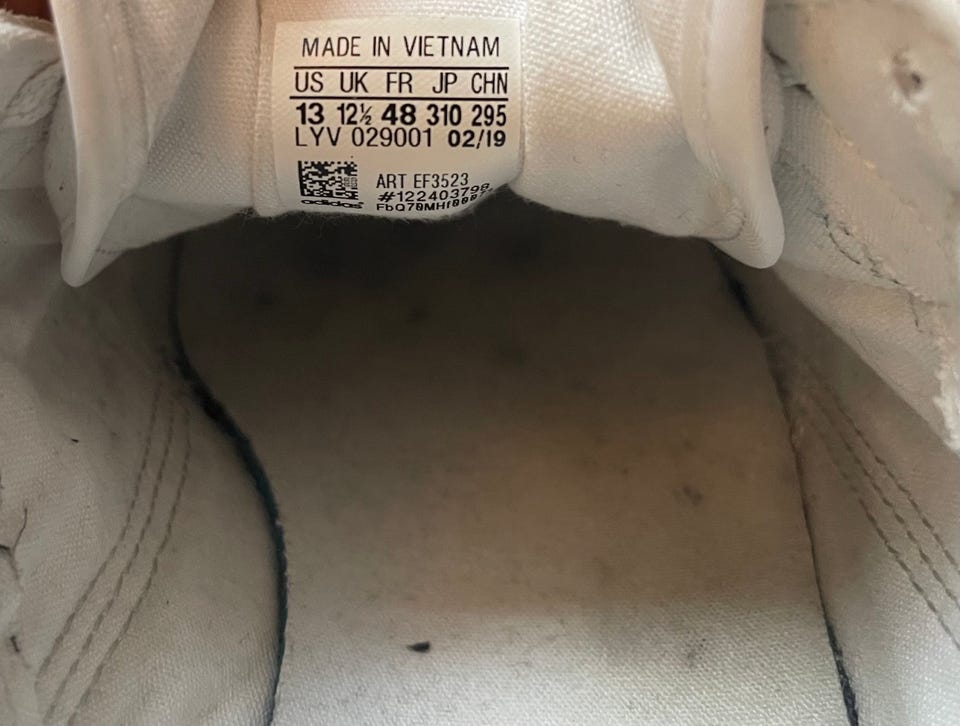 MADE IN VIETNAM
US UK FR JP CHN
13 12½ 48 310 295
LYV 029001 02/19
ART EF3523
#122403798
adidas